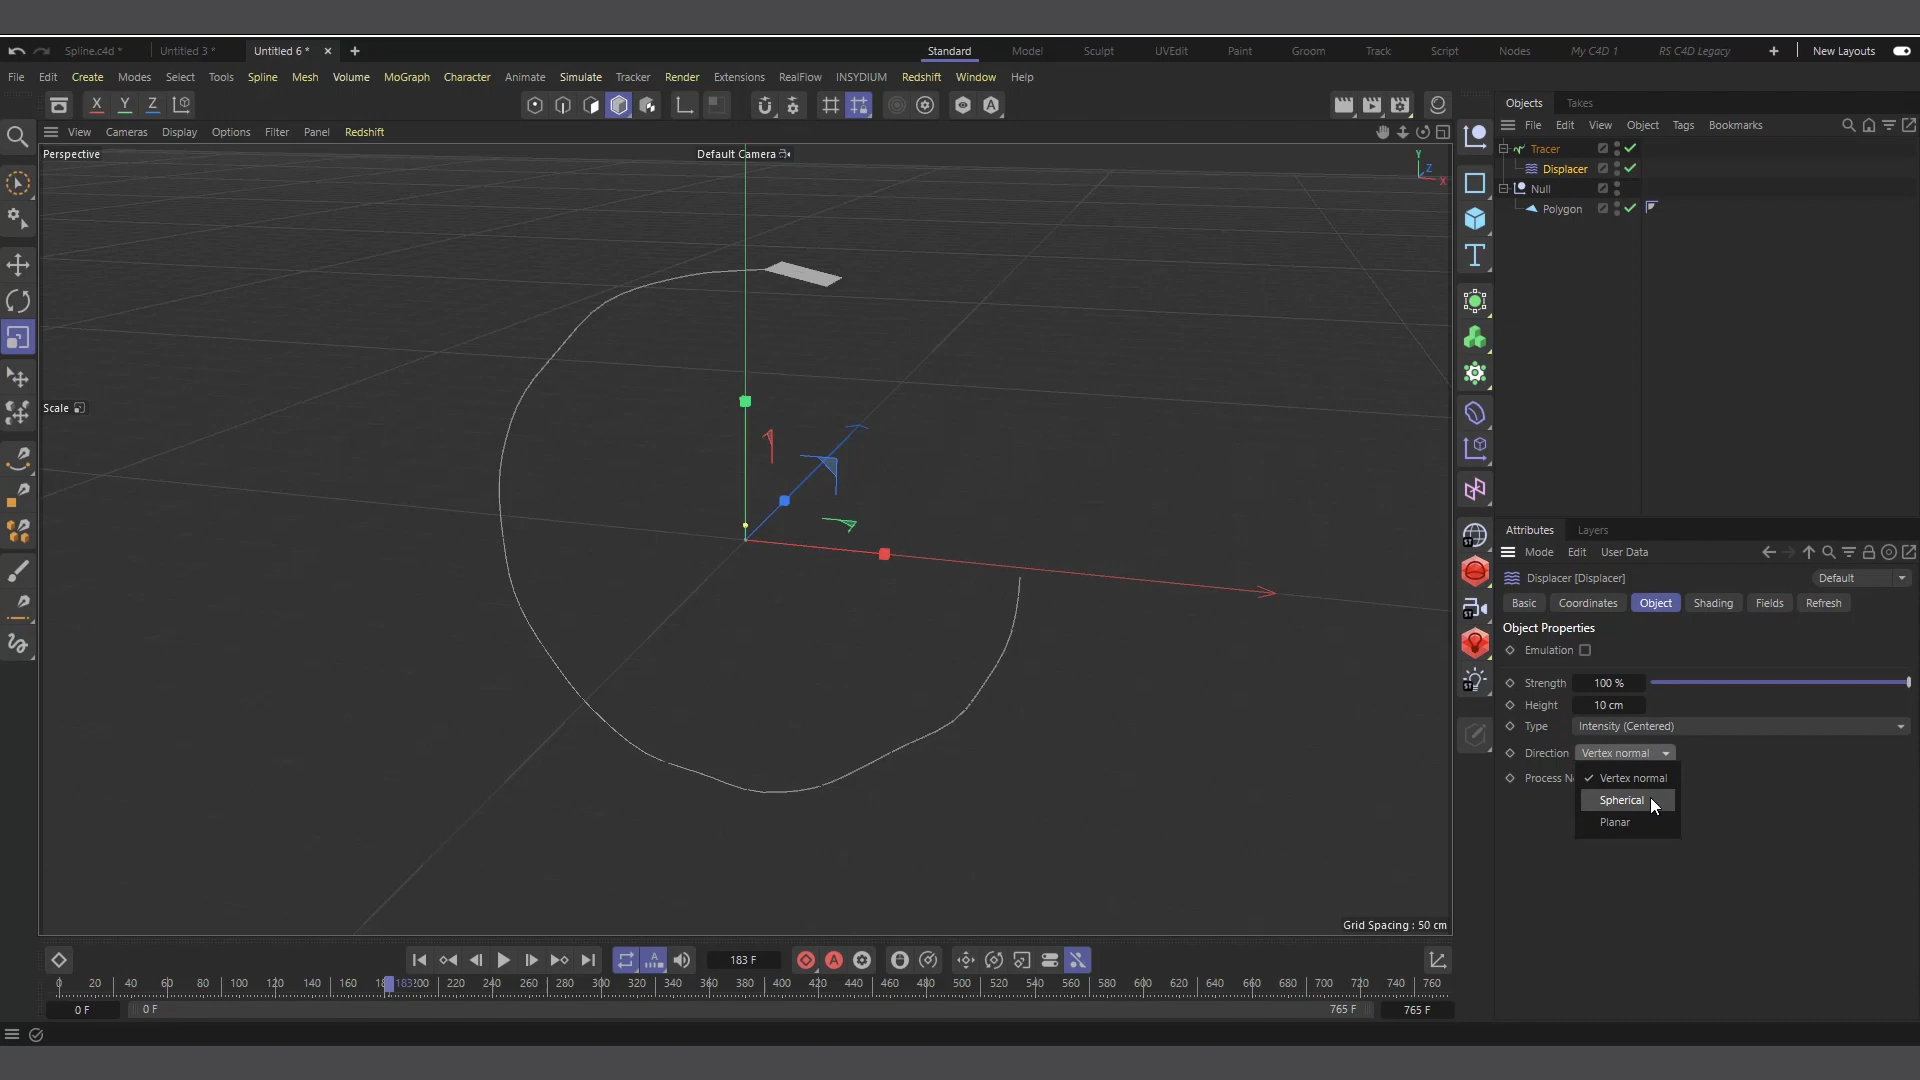 Spline.c4d * Untitled 3 * Untitled 6 * Standard Model Sculpt UVEdit Paint Groom Track Script Nodes My C4D 1 RS C4D Legacy New Layouts
File Edit Create Modes Select Tools Spline Mesh Volume MoGraph Character Animate Simulate Tracker Render Extensions RealFlow INSYDIUM Redshift Window Help
X Y Z
Objects Takes
View Cameras Display Options Filter Panel Redshift
File Edit View Object Tags Bookmarks
Perspective
Default Camera
Y
Z
X
Tracer
Displacer
Null
Polygon
Scale
Attributes Layers
Mode Edit User Data
Displacer [Displacer] Default
Basic Coordinates Object Shading Fields Refresh
Object Properties
Emulation
Strength 100 %
Height 10 cm
Type Intensity (Centered)
Direction Vertex normal
Process N
Vertex normal
Spherical
Planar
Grid Spacing : 50 cm
183 F
0 20 40 60 80 100 120 140 160 183 200 220 240 260 280 300 320 340 360 380 400 420 440 460 480 500 520 540 560 580 600 620 640 660 680 700 720 740 760
0 F 0 F 765 F 765 F